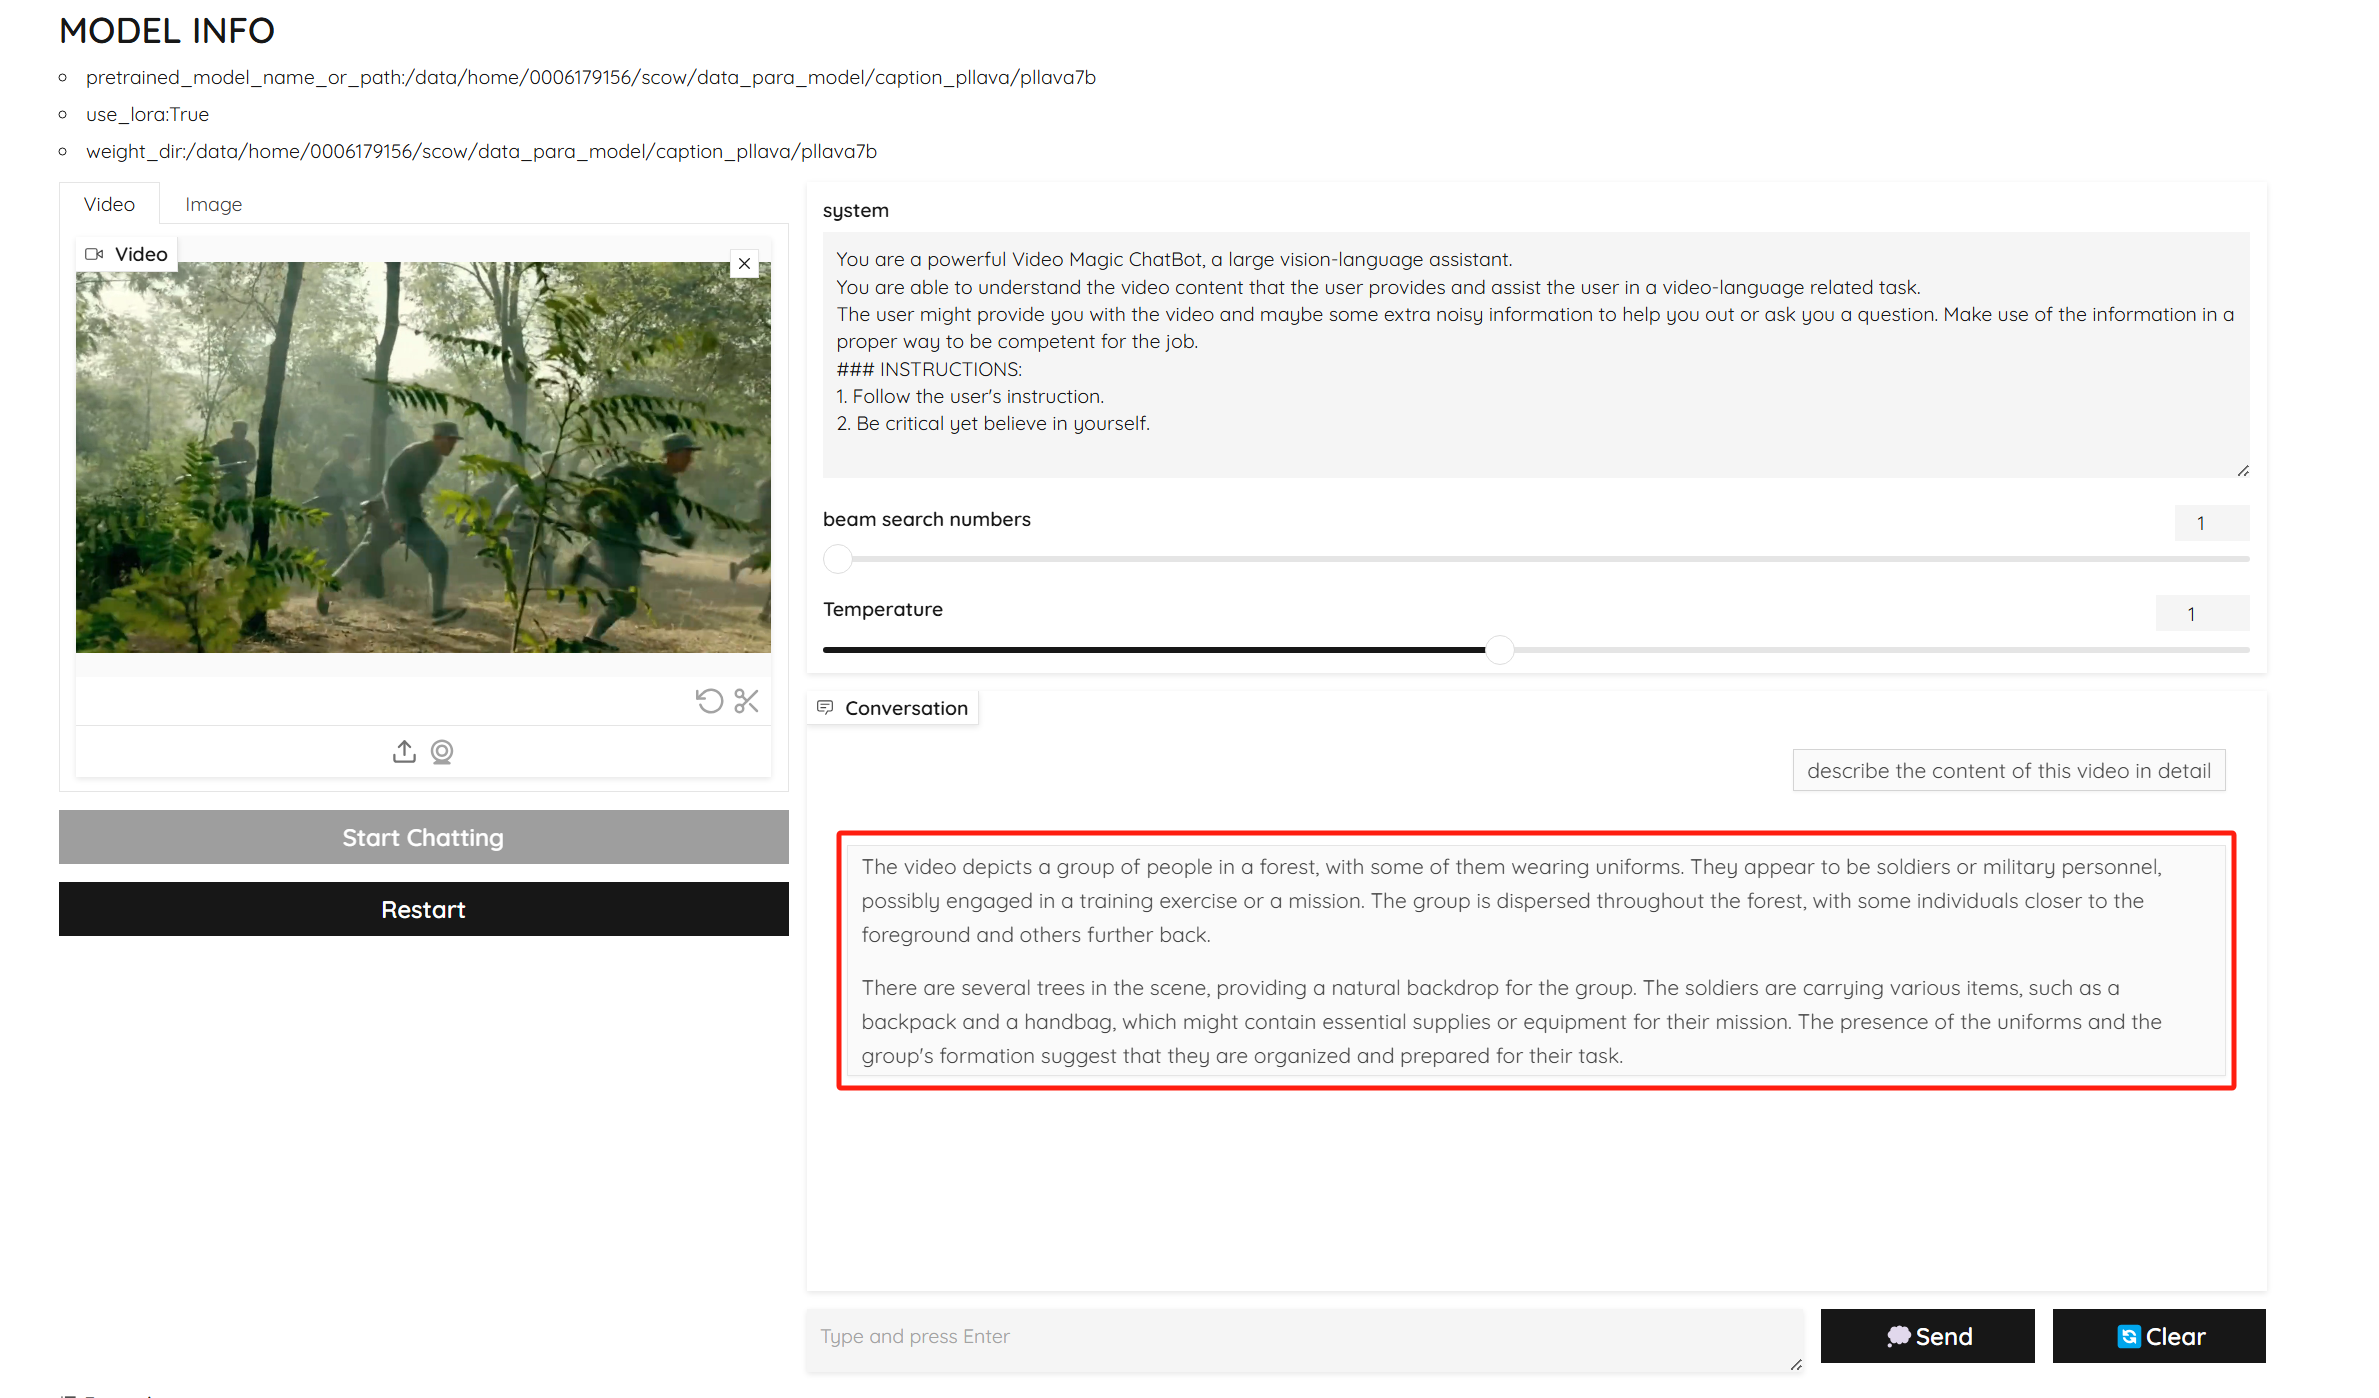 MODEL INFO
pretrained_model_name_or_path:/data/home/0006179156/scow/data_para_model/caption_pllava/pllava7b
use_lora:True
weight_dir:/data/home/0006179156/scow/data_para_model/caption_pllava/pllava7b
Video
Image
Video
system
You are a powerful Video Magic ChatBot, a large vision-language assistant.
You are able to understand the video content that the user provides and assist the user in a video-language related task.
The user might provide you with the video and maybe some extra noisy information to help you out or ask you a question. Make use of the information in a
proper way to be competent for the job.
### INSTRUCTIONS:
1. Follow the user's instruction.
2. Be critical yet believe in yourself.
beam search numbers
1
Temperature
1
Start Chatting
Restart
Conversation
describe the content of this video in detail
The video depicts a group of people in a forest, with some of them wearing uniforms. They appear to be soldiers or military personnel,
possibly engaged in a training exercise or a mission. The group is dispersed throughout the forest, with some individuals closer to the
foreground and others further back.
There are several trees in the scene, providing a natural backdrop for the group. The soldiers are carrying various items, such as a
backpack and a handbag, which might contain essential supplies or equipment for their mission. The presence of the uniforms and the
group's formation suggest that they are organized and prepared for their task.
Type and press Enter
Send
Clear